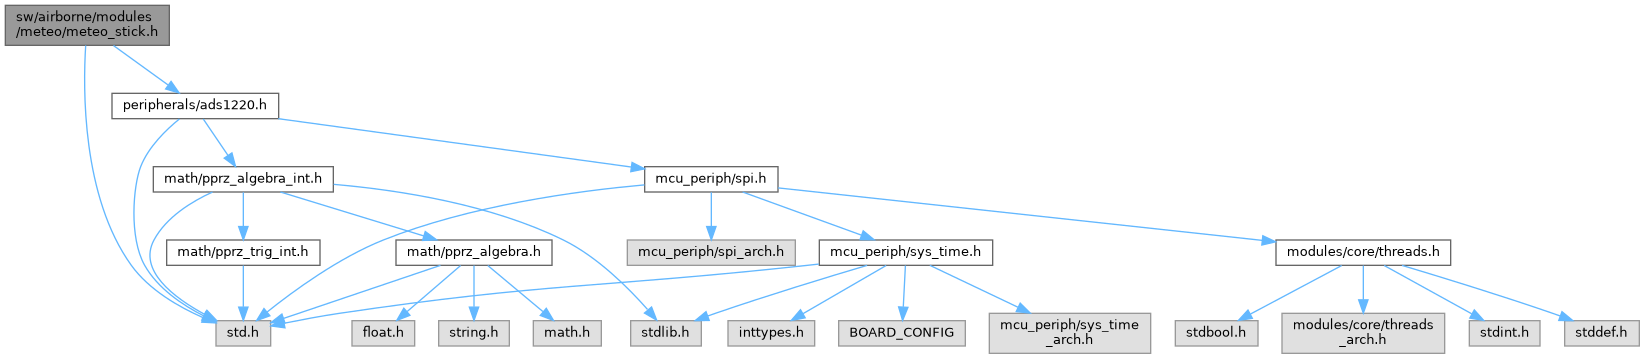 sw/airborne/modules
/meteo/meteo_stick.h
peripherals/ads1220.h
math/pprz_algebra_int.h
mcu_periph/spi.h
math/pprz_trig_int.h
math/pprz_algebra.h
mcu_periph/spi_arch.h
mcu_periph/sys_time.h
modules/core/threads.h
std.h
float.h
string.h
math.h
stdlib.h
inttypes.h
BOARD_CONFIG
mcu_periph/sys_time
_arch.h
stdbool.h
modules/core/threads
_arch.h
stdint.h
stddef.h